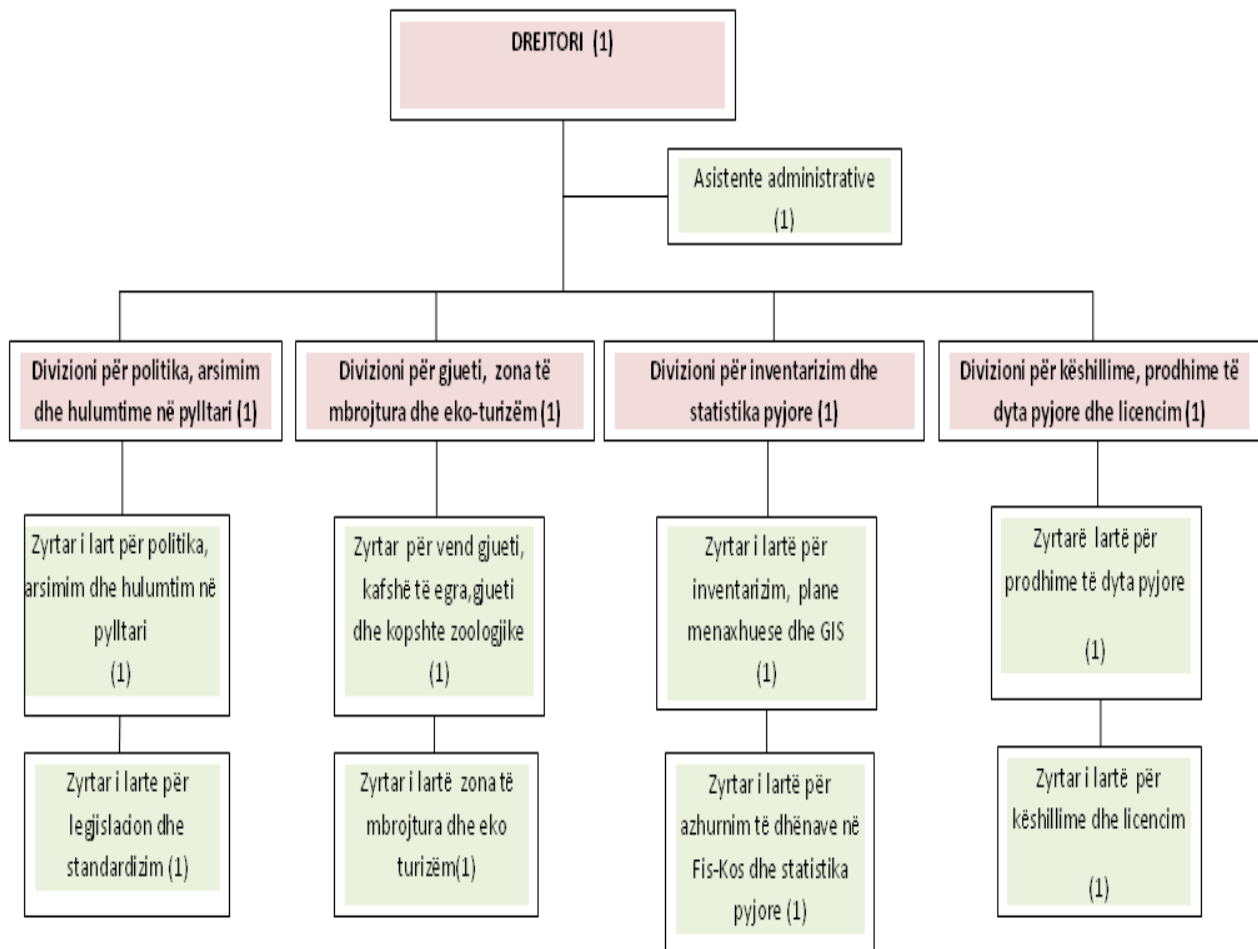 DREJTORI (1)
Asistente administrative
(1)
Divizioni për politika, arsimim
dhe hulumtime në pylltari (1)
Divizioni për gjueti, zona të
mbrojtura dhe eko-turizëm (1)
Divizioni për inventarizim dhe
statistika pyjore (1)
Divizioni për këshillime, prodhime të
dyta pyjore dhe licencim (1)
Zyrtar i lart për politika,
arsimim dhe hulumtim në
pylltari
(1)
Zyrtar për vend gjueti,
kafshë të egra,gjueti
dhe kopshte zoologjike
(1)
Zyrtar i lartë për
inventarizim, plane
menaxhuese dhe GIS
(1)
Zyrtarë lartë për
prodhime të dyta pyjore
(1)
Zyrtar i larte për
legjislacion dhe
standardizim (1)
Zyrtar i lartë zona të
mbrojtura dhe eko
turizëm(1)
Zyrtar i lartë për
azhurnim të dhënave në
Fis-Kos dhe statistika
pyjore (1)
Zyrtar i lartë për
këshillime dhe licencim
(1)